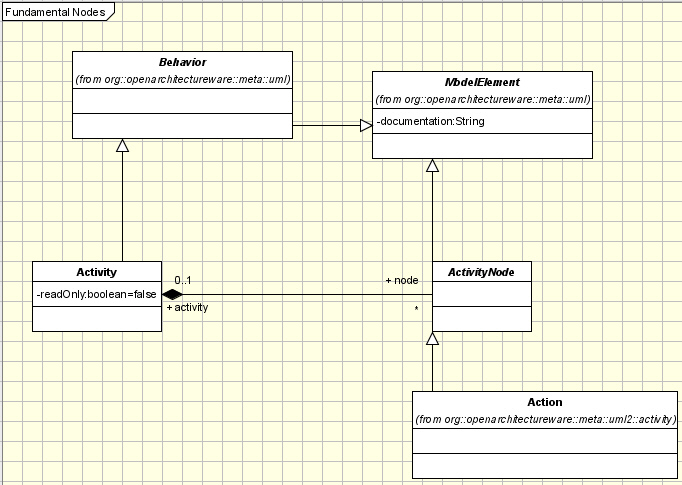 Fundamental Nodes
Behavior
(from org::openarchitectureware::meta::uml)
ModelElement
(from org::openarchitectureware::meta::uml)
-documentation:String
Activity
-readOnly:boolean=false
0..1
+ activity
+ node
*
ActivityNode
Action
(from org::openarchitectureware::meta::uml2::activity)